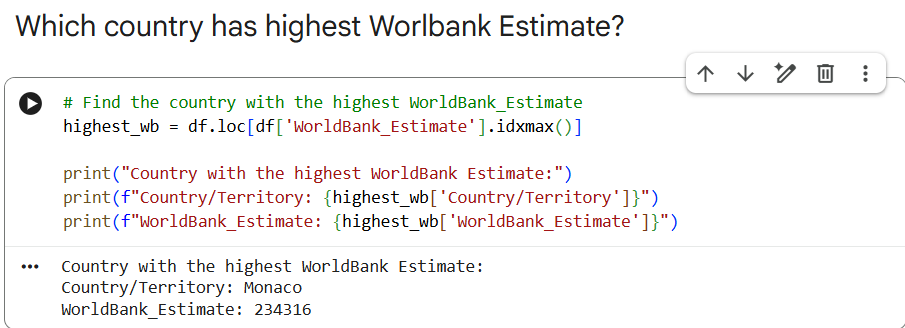 Which country has highest Worlbank Estimate?
# Find the country with the highest WorldBank_Estimate
highest_wb = df.loc[df['WorldBank_Estimate'].idxmax()]
print("Country with the highest WorldBank Estimate:")
print(f"Country/Territory: {highest_wb['Country/Territory']}")
print(f"WorldBank_Estimate: {highest_wb['WorldBank_Estimate']}")
Country with the highest WorldBank Estimate:
Country/Territory: Monaco
WorldBank_Estimate: 234316